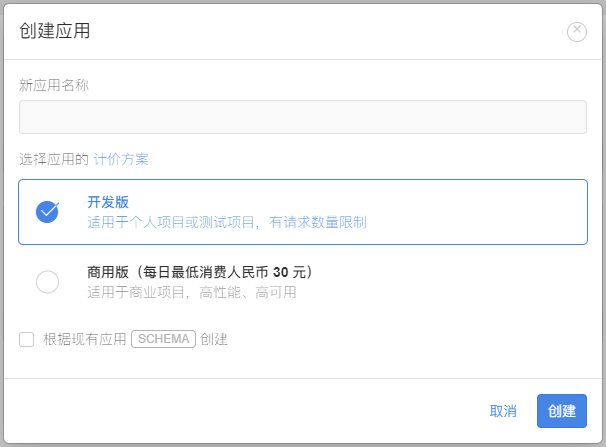 创建应用
新应用名称
选择应用的 计价方案
开发版
适用于个人项目或测试项目，有请求数量限制
商用版（每日最低消费人民币 30 元）
适用于商业项目，高性能、高可用
根据现有应用 SCHEMA 创建
取消 创建